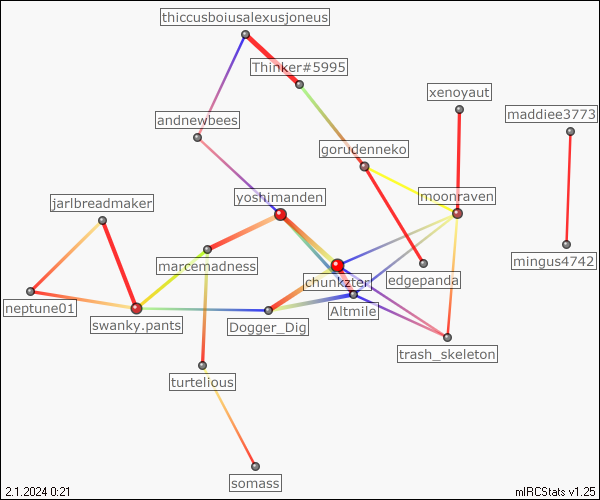 thiccusboiusalexusjoneus
Thinker#5995
xenoyaut
maddiee3773
andnewbees
gorudenneko
yoshimanden
moonraven
jarlbreadmaker
marcemadness
mingus4742
chunkzter
edgepanda
neptune01
Altmile
swanky.pants
Dogger_Dig
trash_skeleton
turtelious
somass
2.1.2024 0:21
mIRCStats v1.25